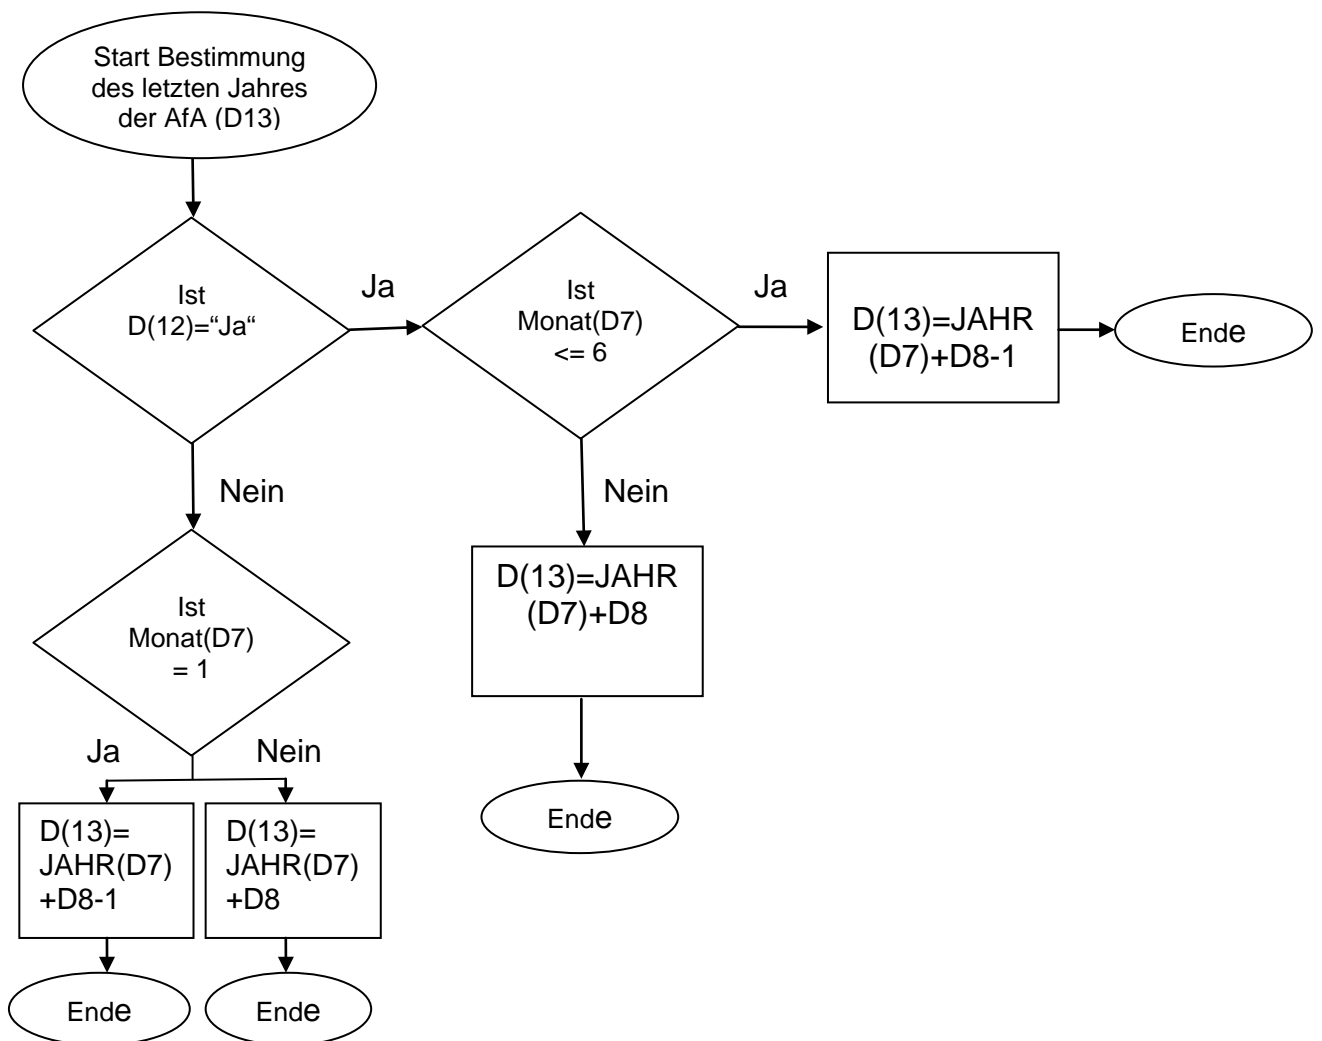 Start Bestimmung
des letzten Jahres
der AfA (D13)
Ist
D(12)=“Ja“
Ja
Ist
Monat(D7)
<= 6
Ja
D(13)=JAHR
(D7)+D8-1
Ende
Nein
Nein
Ist
Monat(D7)
= 1
D(13)=JAHR
(D7)+D8
Ende
Ja
Nein
D(13)=
JAHR(D7)
+D8-1
D(13)=
JAHR(D7)
+D8
Ende
Ende